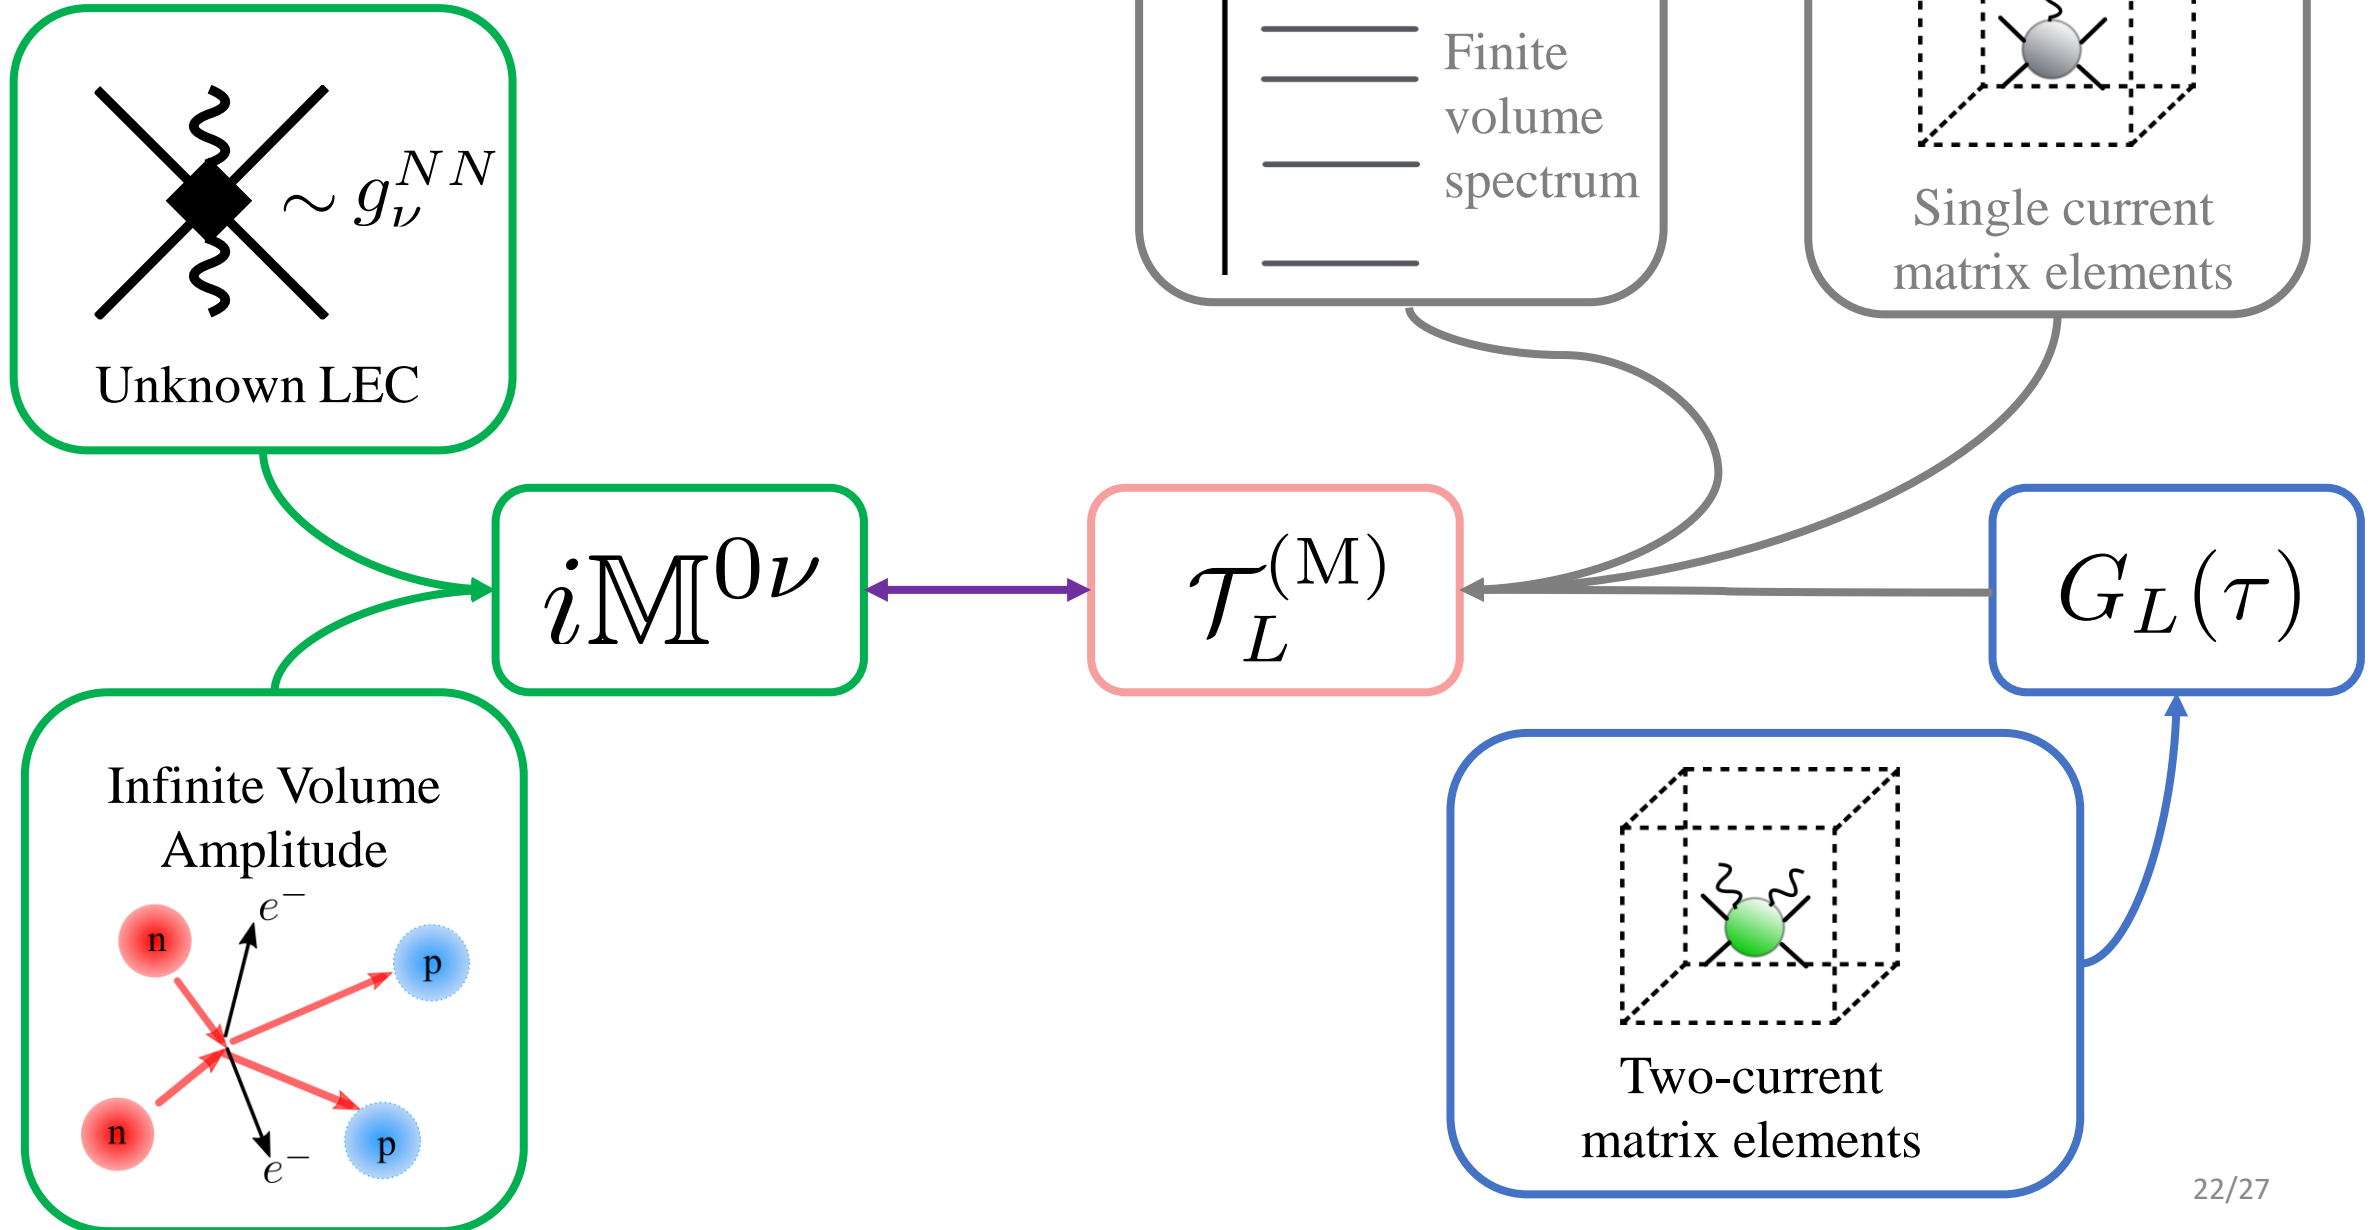 ∼ g_ν^{NN}
Unknown LEC
Finite
volume
spectrum
Single current
matrix elements
i𝕄^{0ν}
𝒯_L^{(M)}
G_L(τ)
Infinite Volume
Amplitude
e⁻
n
p
n
p
e⁻
Two-current
matrix elements
22/27